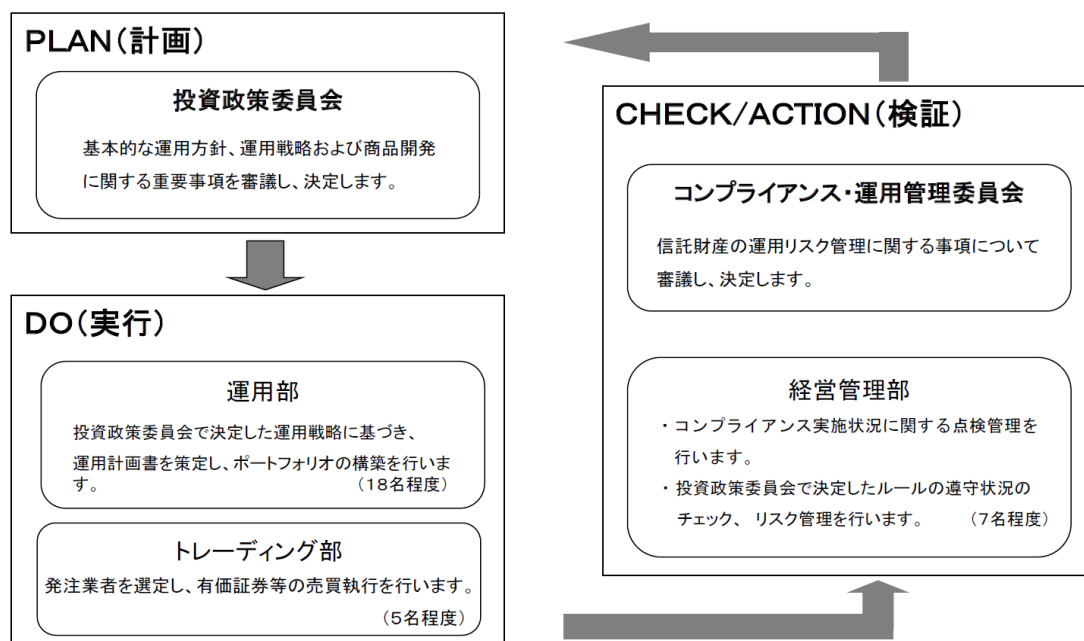 PLAN(計画)
投資政策委員会
基本的な運用方針、運用戦略および商品開発
に関する重要事項を審議し、決定します。
DO(実行)
運用部
投資政策委員会で決定した運用戦略に基づき、
運用計画書を策定し、ポートフォリオの構築を行いま
す。 (18名程度)
トレーディング部
発注業者を選定し、有価証券等の売買執行を行います。
(5名程度)
CHECK/ACTION(検証)
コンプライアンス・運用管理委員会
信託財産の運用リスク管理に関する事項について
審議し、決定します。
経営管理部
・コンプライアンス実施状況に関する点検管理を
行います。
・投資政策委員会で決定したルールの遵守状況の
チェック、 リスク管理を行います。 (7名程度)